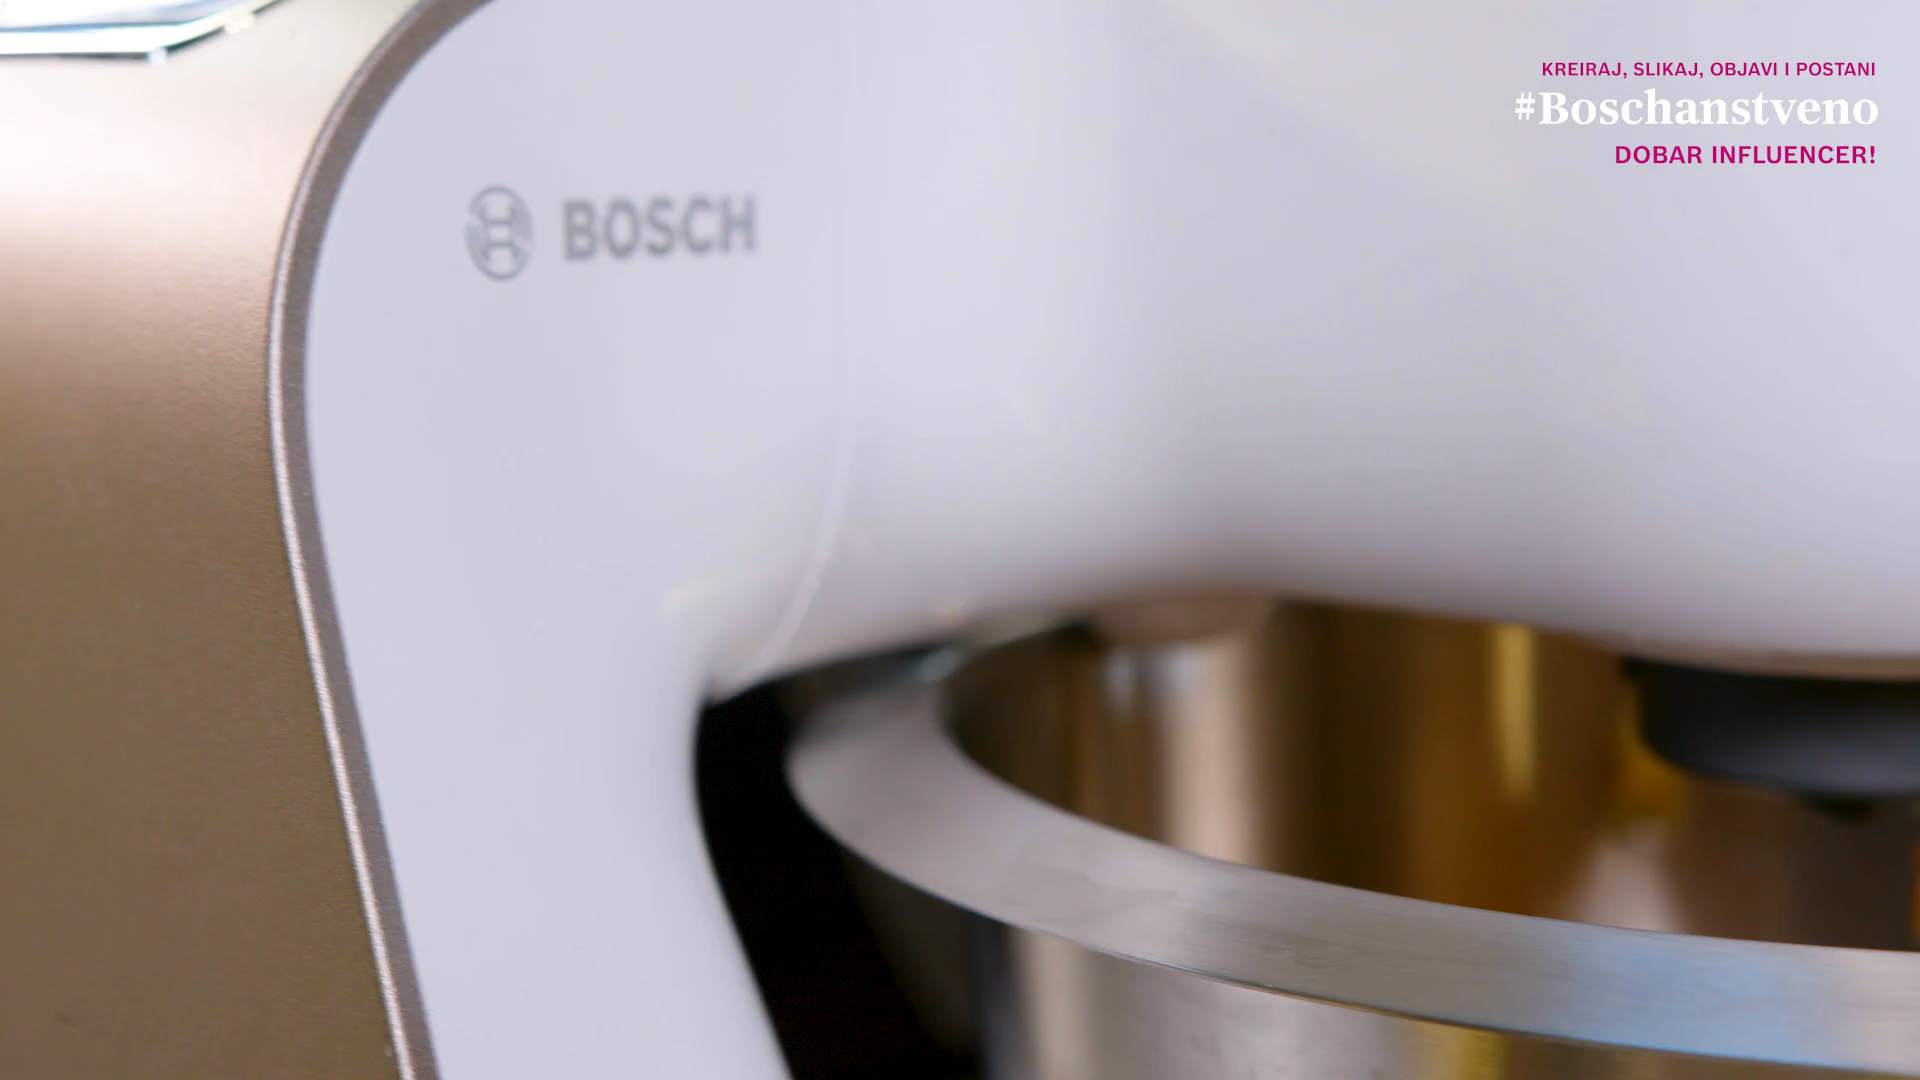 KREIRAJ, SLIKAJ, OBJAVI I POSTANI
#Boschanstveno
DOBAR INFLUENCER!
BOSCH